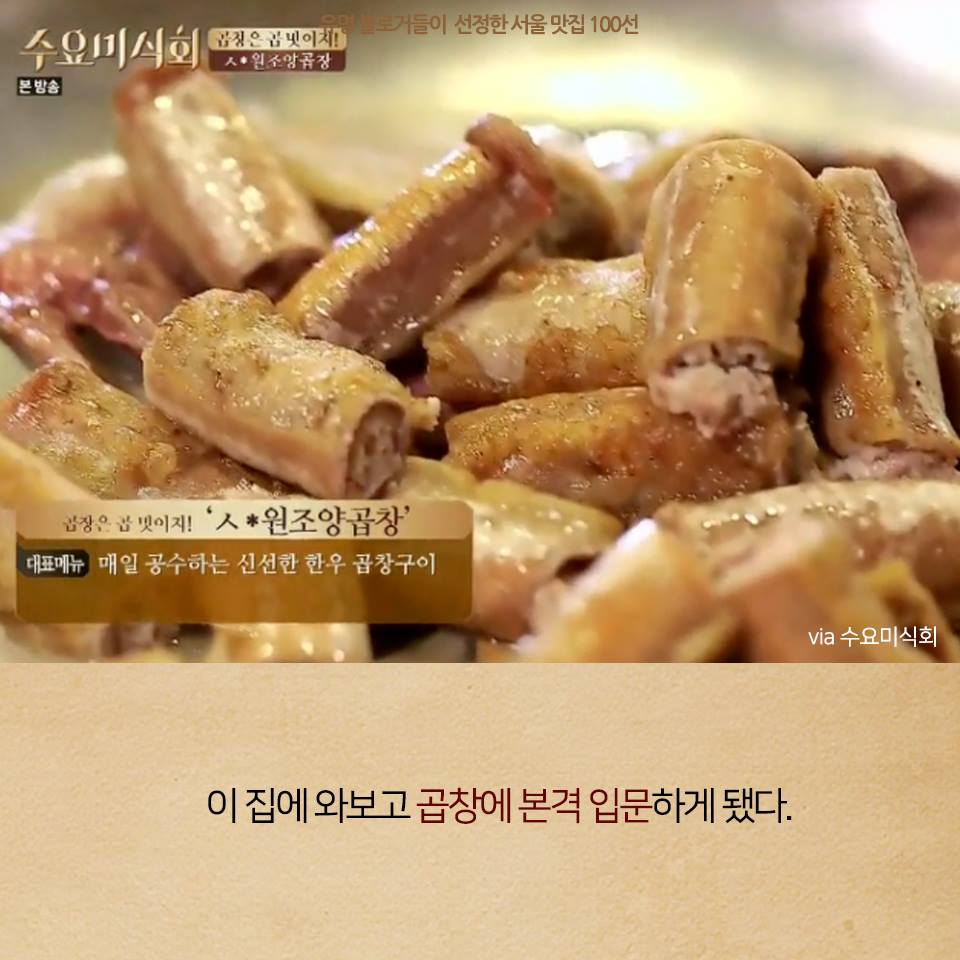 유명 블로거들이 선정한 서울 맛집 100선
수요미식회
곱창은 곱 맛이지!
ㅅ*원조양곱창
본 방송
곱창은 곱 맛이지! 'ㅅ*원조양곱창'
대표메뉴 매일 공수하는 신선한 한우 곱창구이
via 수요미식회
이 집에 와보고 곱창에 본격 입문하게 됐다.